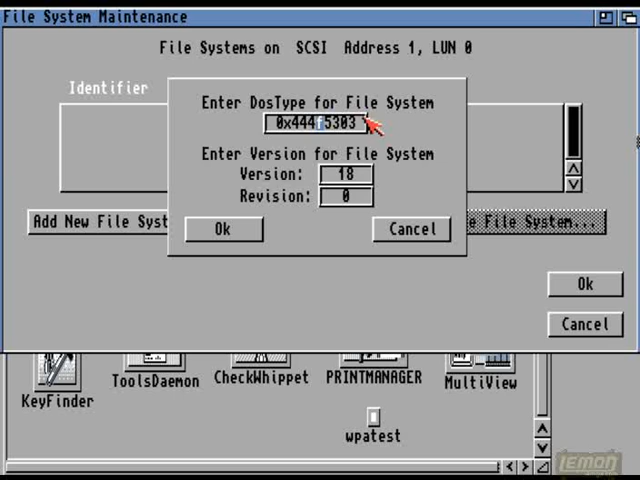 File System Maintenance
File Systems on SCSI Address 1, LUN 0
Identifier
Enter DosType for File System
0x444f5303
Enter Version for File System
Version: 18
Revision: 0
Add New File Syst
e File System...
Ok
Cancel
Ok
Cancel
KeyFinder
ToolsDaemon
CheckWhippet
PRINTMANAGER
MultiView
wpatest
lemon